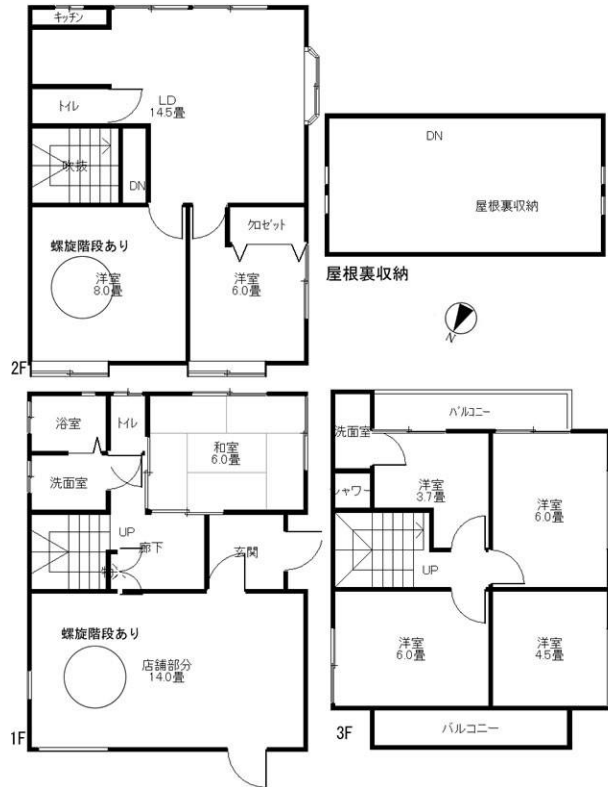 キッチン
LD
14.5畳
トイレ
吹抜
DN
クロゼット
螺旋階段あり
洋室
8.0畳
洋室
6.0畳
2F
DN
屋根裏収納
屋根裏収納
N
浴室
トイレ
和室
6.0畳
洗面室
UP
廊下
玄関
物
螺旋階段あり
店舗部分
14.0畳
1F
バルコニー
洗面室
洋室
3.7畳
洋室
6.0畳
シャワー
UP
洋室
6.0畳
洋室
4.5畳
バルコニー
3F